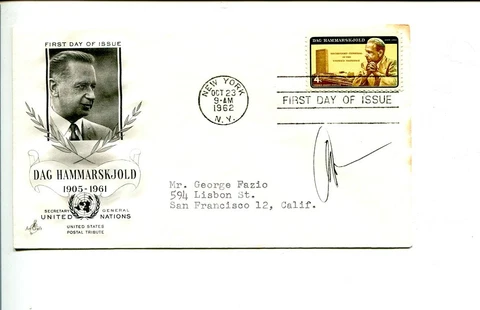 FIRST DAY OF ISSUE
DAG HAMMARSKJOLD
1905-1961
SECRETARY GENERAL
UNITED NATIONS
UNITED STATES
POSTAL TRIBUTE
ArtCraft
NEW YORK
OCT 23
9-AM
1962
N.Y.
DAG HAMMARSKJOLD
4¢
FIRST DAY OF ISSUE
Mr. George Fazio
594 Lisbon St.
San Francisco 12, Calif.